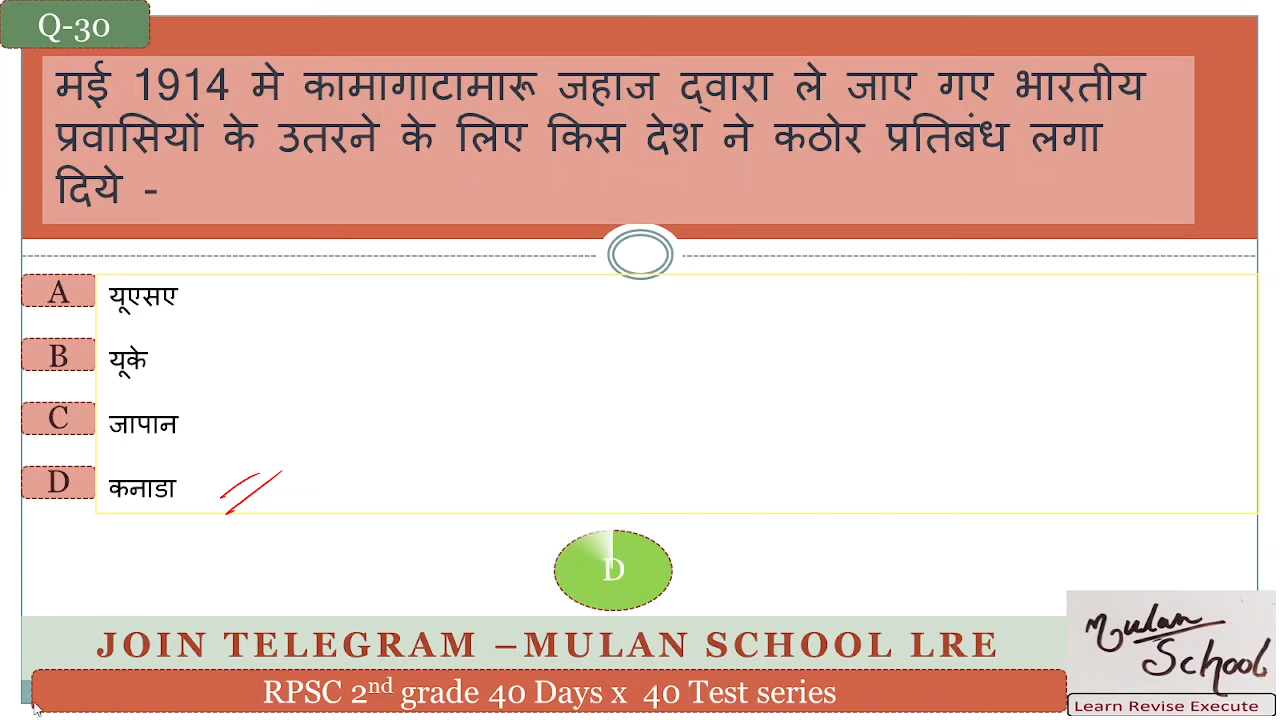 Q-30
मई 1914 मे कामागाटामारू जहाज द्वारा ले जाए गए भारतीय
प्रवासियों के उतरने के लिए किस देश ने कठोर प्रतिबंध लगा
दिये -
A यूएसए
B यूके
C जापान
D कनाडा
D
JOIN TELEGRAM –MULAN SCHOOL LRE
RPSC 2nd grade 40 Days x 40 Test series
Mulan
School
Learn Revise Execute